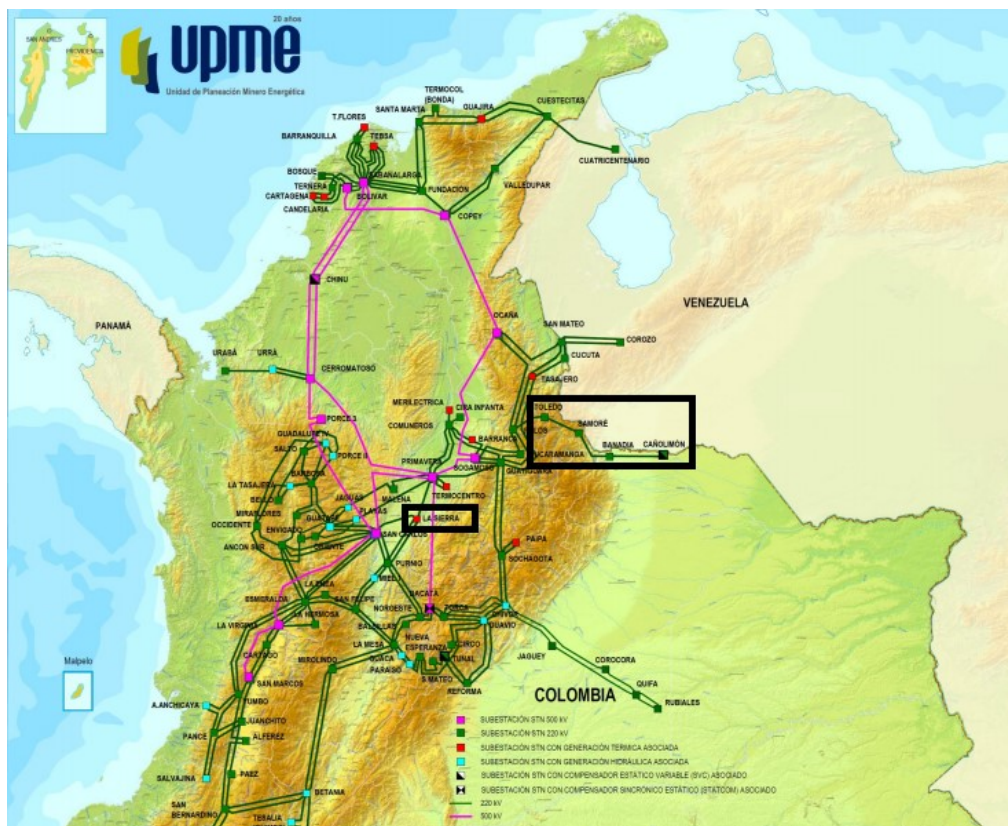 20 años
upme
Unidad de Planeación Minero Energética
SAN ANDRES
PROVIDENCIA
TERMOCOL
(BONDA)
SANTA MARTA
GUAJIRA
CUESTECITAS
T.FLORES
TEBSA
BARRANQUILLA
CUATRICENTENARIO
BOSQUE
TERNERA
SABANALARGA
VALLEDUPAR
CARTAGENA
BOLIVAR
FUNDACION
CANDELARIA
COPEY
CHINU
VENEZUELA
OCAÑA
PANAMÁ
SAN MATEO
COROZO
URABÁ
URRÁ
CUCUTA
CERROMATOSO
TASAJERO
MERILECTRICA
CIRA INFANTA
TOLEDO
PORCE 3
COMUNEROS
SAMORÉ
GUADALUPE IV
BARRANCA
BANADIA
CAÑOLIMÓN
SALTO
PORCE II
PRIMAVERA
SOGAMOSO
GUATIGUARA
BARBOSA
LA TASAJERA
TERMOCENTRO
BELLO
JAGUAS
MALENA
MIRAFLORES
PLAYAS
OCCIDENTE
GUATAPE
LA SIERRA
ENVIGADO
SAN CARLOS
ORIENTE
ANCON SUR
PAIPA
SOCHAGOTA
PURNIO
LA ENEA
MIEL I
BACATÁ
ESMERALDA
SAN FELIPE
NOROESTE
TORCA
CHIVOR
LA HERMOSA
GUAVIO
LA VIRGINIA
BALSILLAS
NUEVA
ESPERANZA
CIRCO
LA MESA
GUACA
TUNAL
JAGUEY
CARTAGO
MIROLINDO
PARAISO
S.MATEO
COROCORA
SAN MARCOS
REFORMA
QUIFA
Malpelo
COLOMBIA
RUBIALES
A.ANCHICAYA
YUMBO
JUANCHITO
PANCE
ALFEREZ
SALVAJINA
PAEZ
SAN
BERNARDINO
BETANIA
TESALIA
SUBESTACIÓN STN 500 kV
SUBESTACIÓN STN 220 kV
SUBESTACIÓN STN CON GENERACIÓN TERMICA ASOCIADA
SUBESTACIÓN STN CON GENERACIÓN HIDRÁULICA ASOCIADA
SUBESTACIÓN STN CON COMPENSADOR ESTÁTICO VARIABLE (SVC) ASOCIADO
SUBESTACIÓN STN CON COMPENSADOR SINCRÓNICO ESTÁTICO (STATCOM) ASOCIADO
220 kV
500 kV